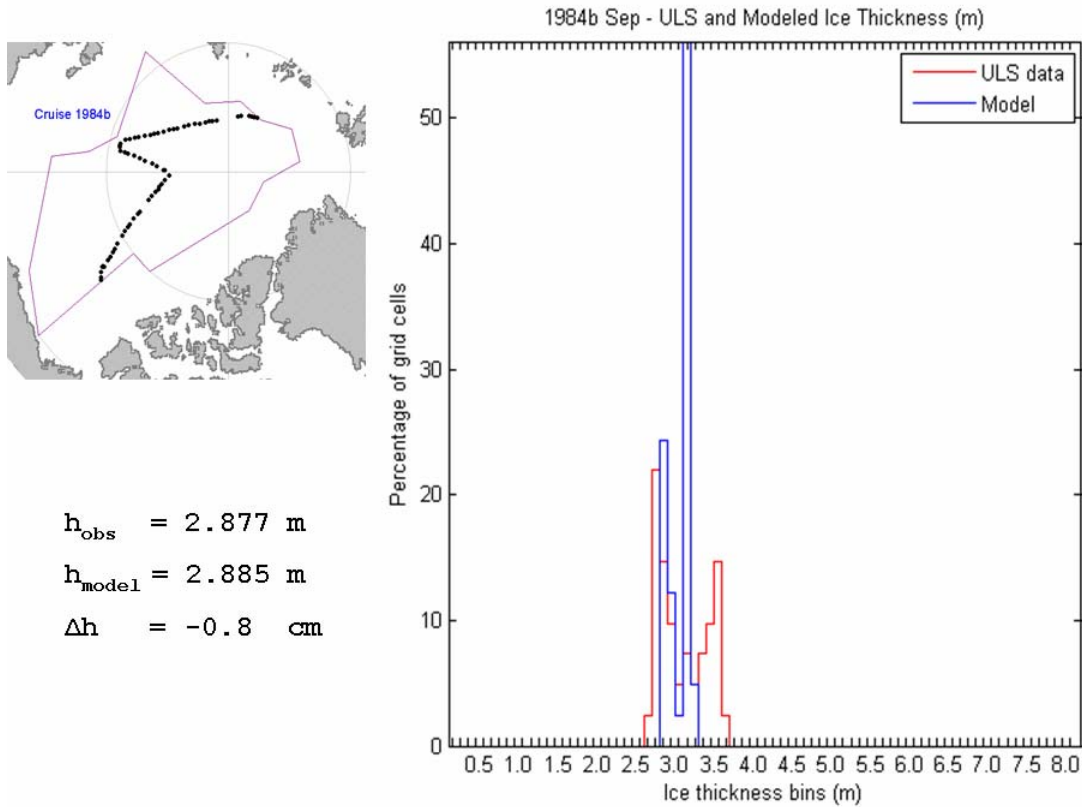 1984b Sep - ULS and Modeled Ice Thickness (m)
Cruise 1984b
ULS data
Model
Percentage of grid cells
50
40
30
20
10
0
0.5 1.0 1.5 2.0 2.5 3.0 3.5 4.0 4.5 5.0 5.5 6.0 6.5 7.0 7.5 8.0
Ice thickness bins (m)
h_obs = 2.877 m
h_model = 2.885 m
Δh = -0.8 cm